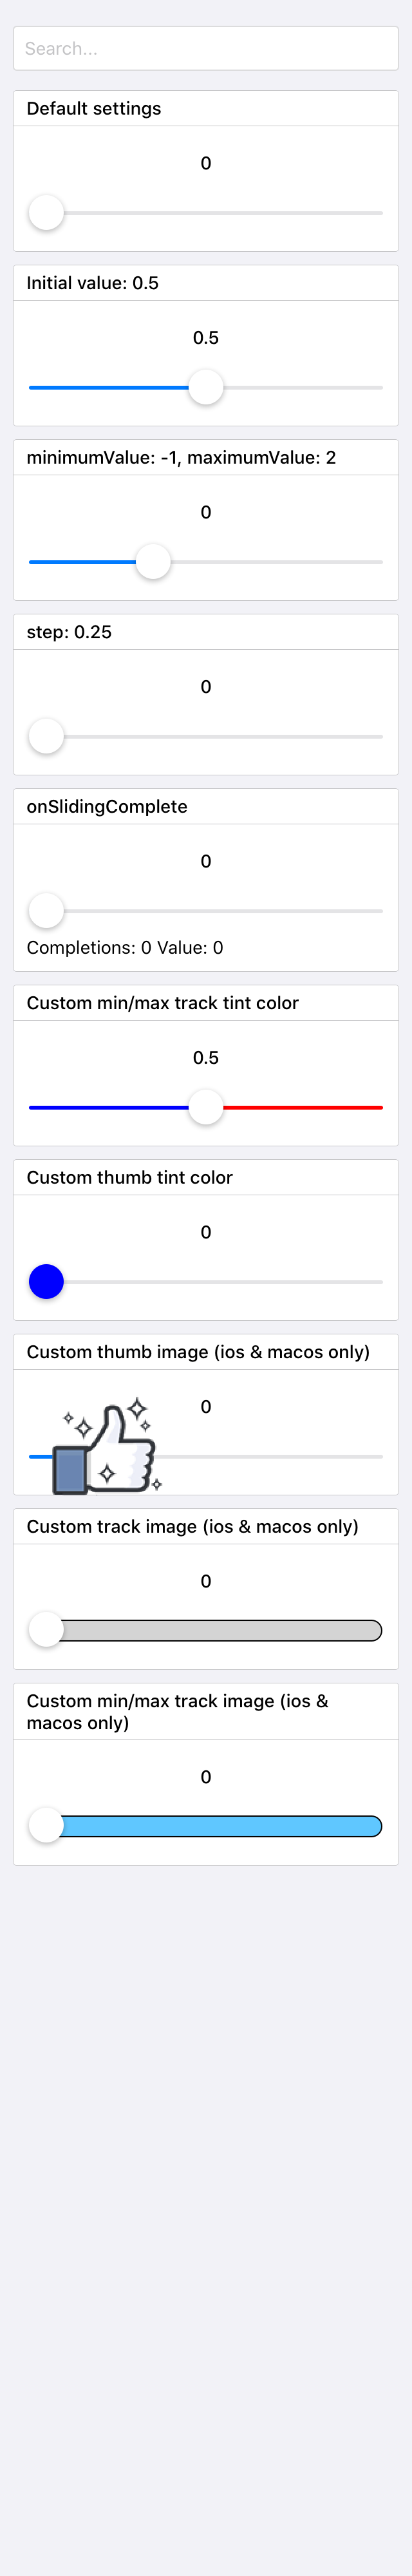 Search...
Default settings
0
Initial value: 0.5
0.5
minimumValue: -1, maximumValue: 2
0
step: 0.25
0
onSlidingComplete
0
Completions: 0 Value: 0
Custom min/max track tint color
0.5
Custom thumb tint color
0
Custom thumb image (ios & macos only)
0
Custom track image (ios & macos only)
0
Custom min/max track image (ios &
macos only)
0